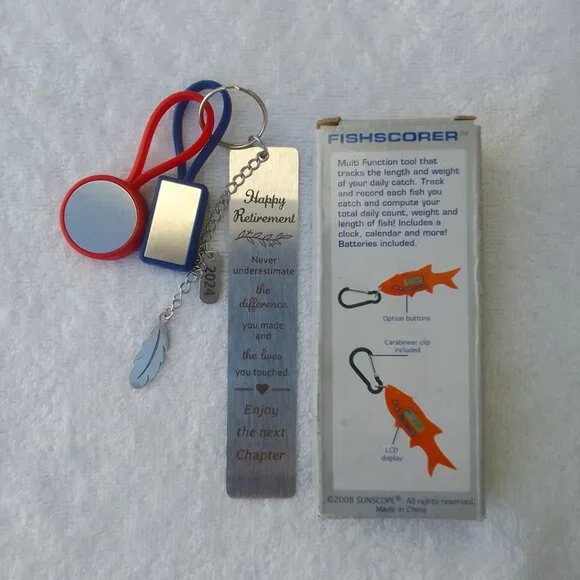 Happy
Retirement
Never
underestimate
the
difference
you made
and
the lives
you touched.
Enjoy
the next
Chapter
2024
FISHSCORER™
Multi Function tool that
tracks the length and weight
of your daily catch. Track
and record each fish you
catch and compute your
total daily count, weight and
length of fish! Includes a
clock, calendar and more!
Batteries included.
Option buttons
Carabineer clip
included
LCD
display
©2008 SUNSCOPE® All rights reserved.
Made in China